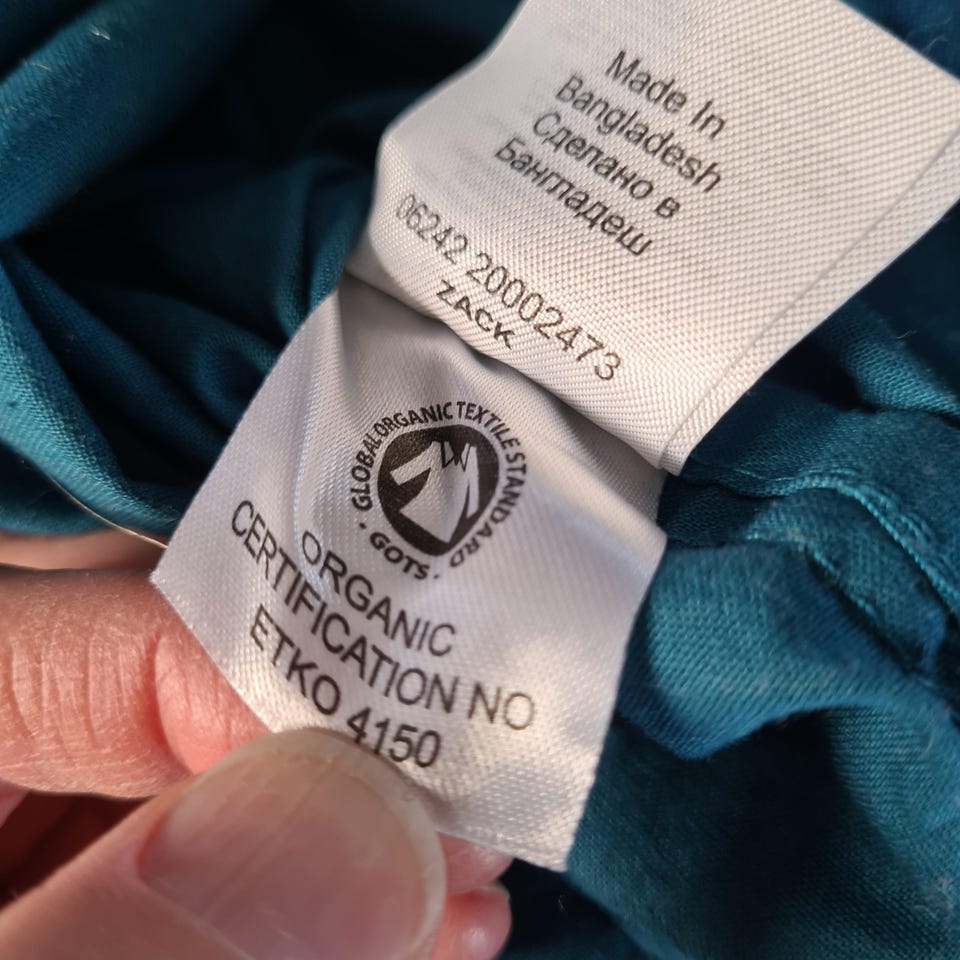 Made In
Bangladesh
Сделано в
Бангладеш
06242 20002473
ZACK
GLOBAL ORGANIC TEXTILE STANDARD
· GOTS ·
ORGANIC
CERTIFICATION NO
ETKO 4150